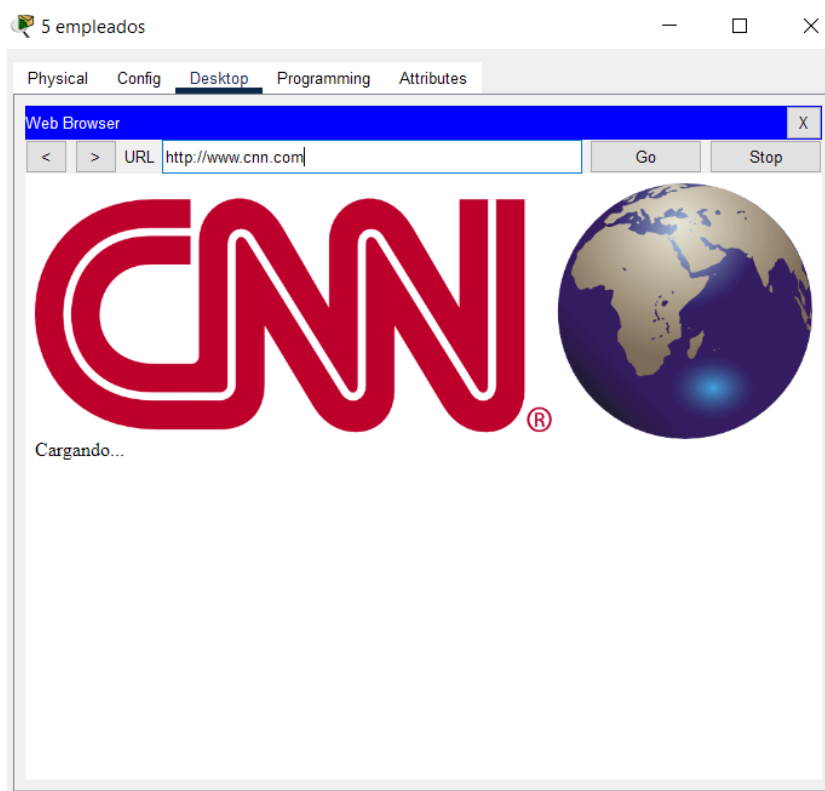 5 empleados
Physical Config Desktop Programming Attributes
Web Browser X
< > URL http://www.cnn.com Go Stop
CNN®
Cargando...